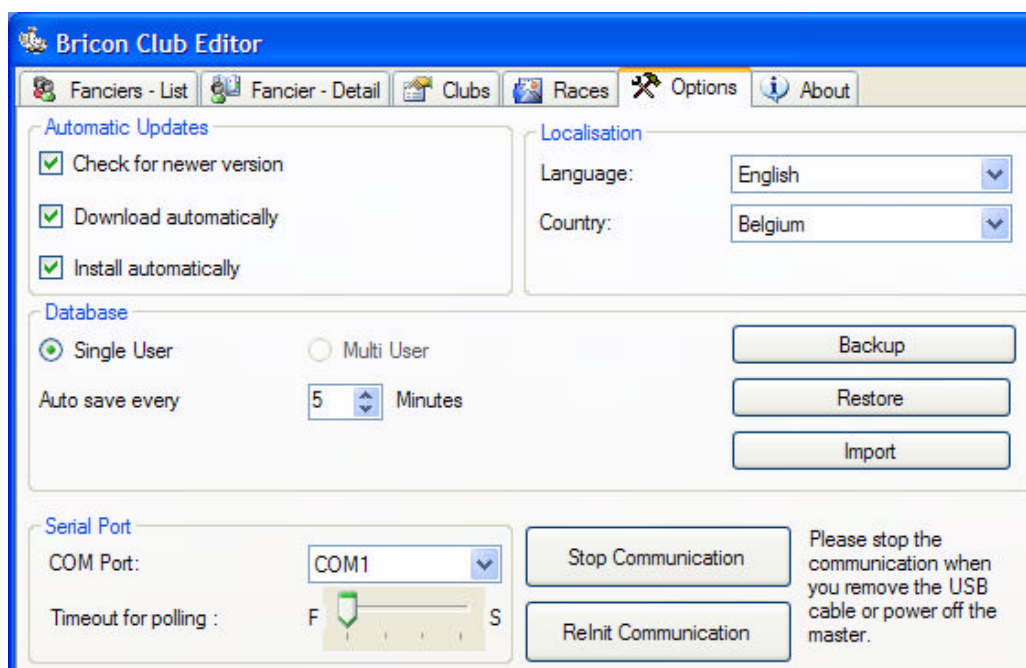 Bricon Club Editor
Fanciers - List
Fancier - Detail
Clubs
Races
Options
About
Automatic Updates
Check for newer version
Download automatically
Install automatically
Localisation
Language:
English
Country:
Belgium
Database
Single User
Multi User
Auto save every
5
Minutes
Backup
Restore
Import
Serial Port
COM Port:
COM1
Timeout for polling :
F
S
Stop Communication
ReInit Communication
Please stop the
communication when
you remove the USB
cable or power off the
master.